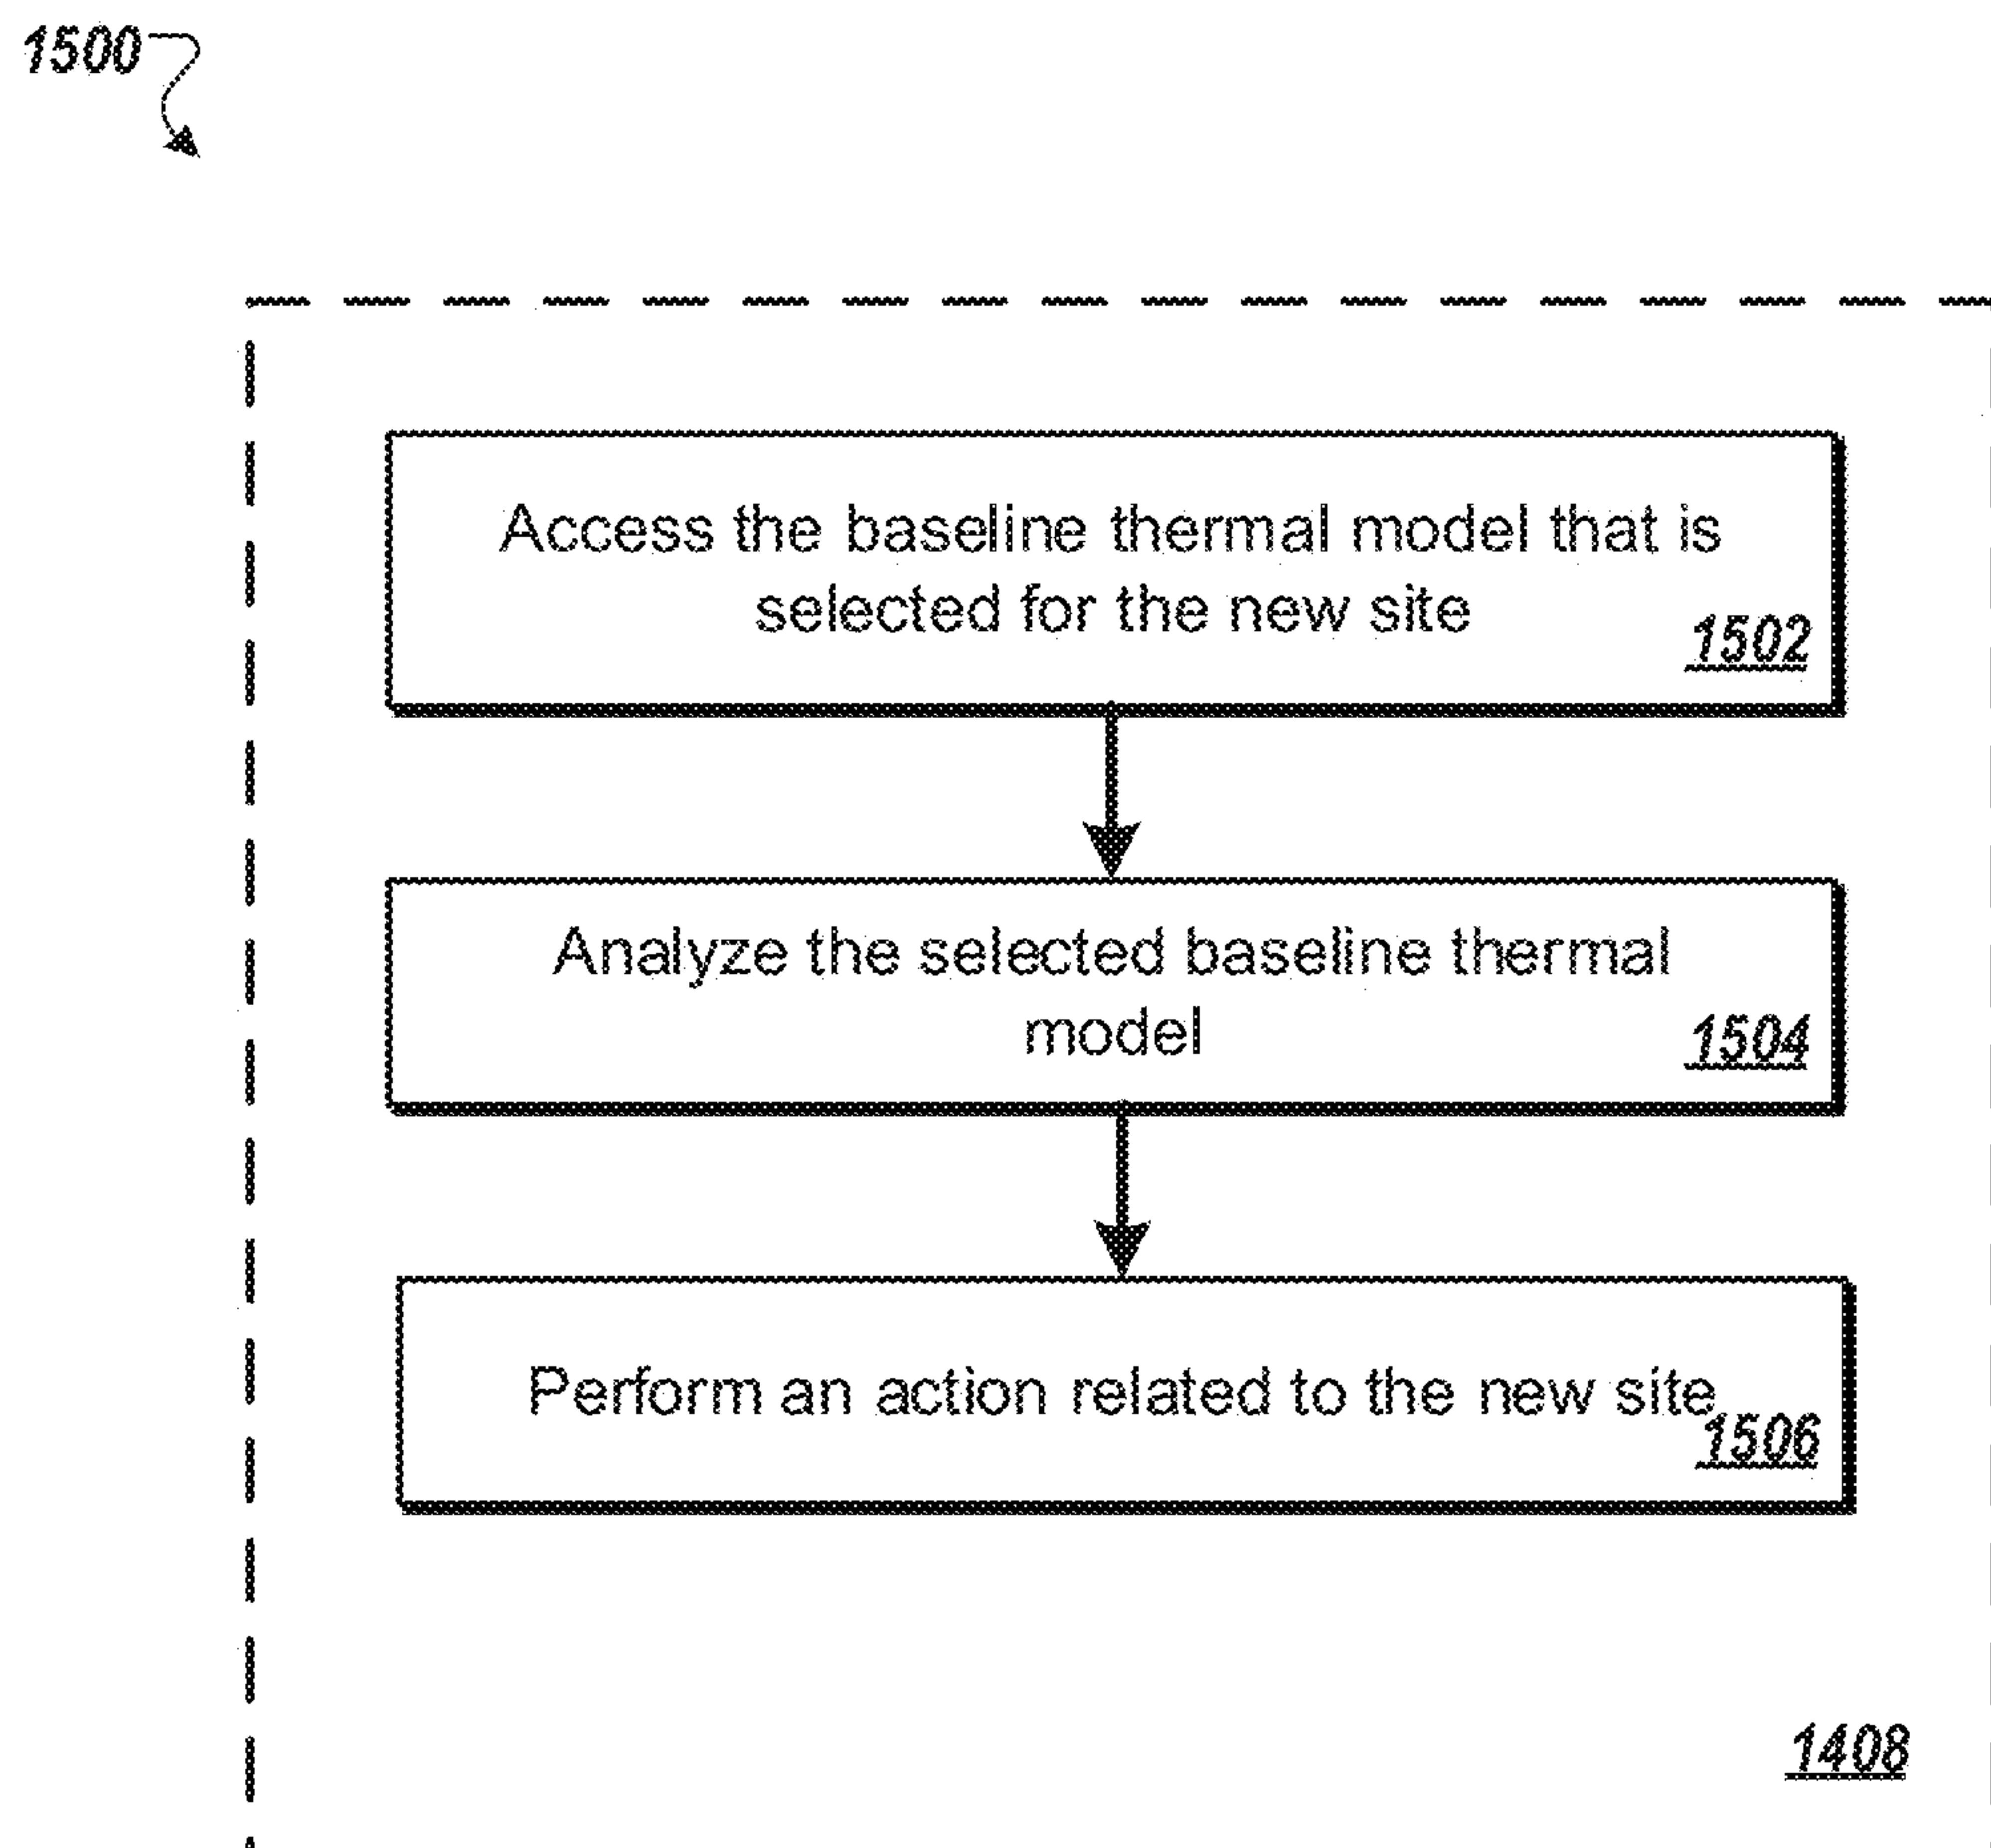 1500
Access the baseline thermal model that is
selected for the new site
1502
Analyze the selected baseline thermal
model
1504
Perform an action related to the new site
1506
1408